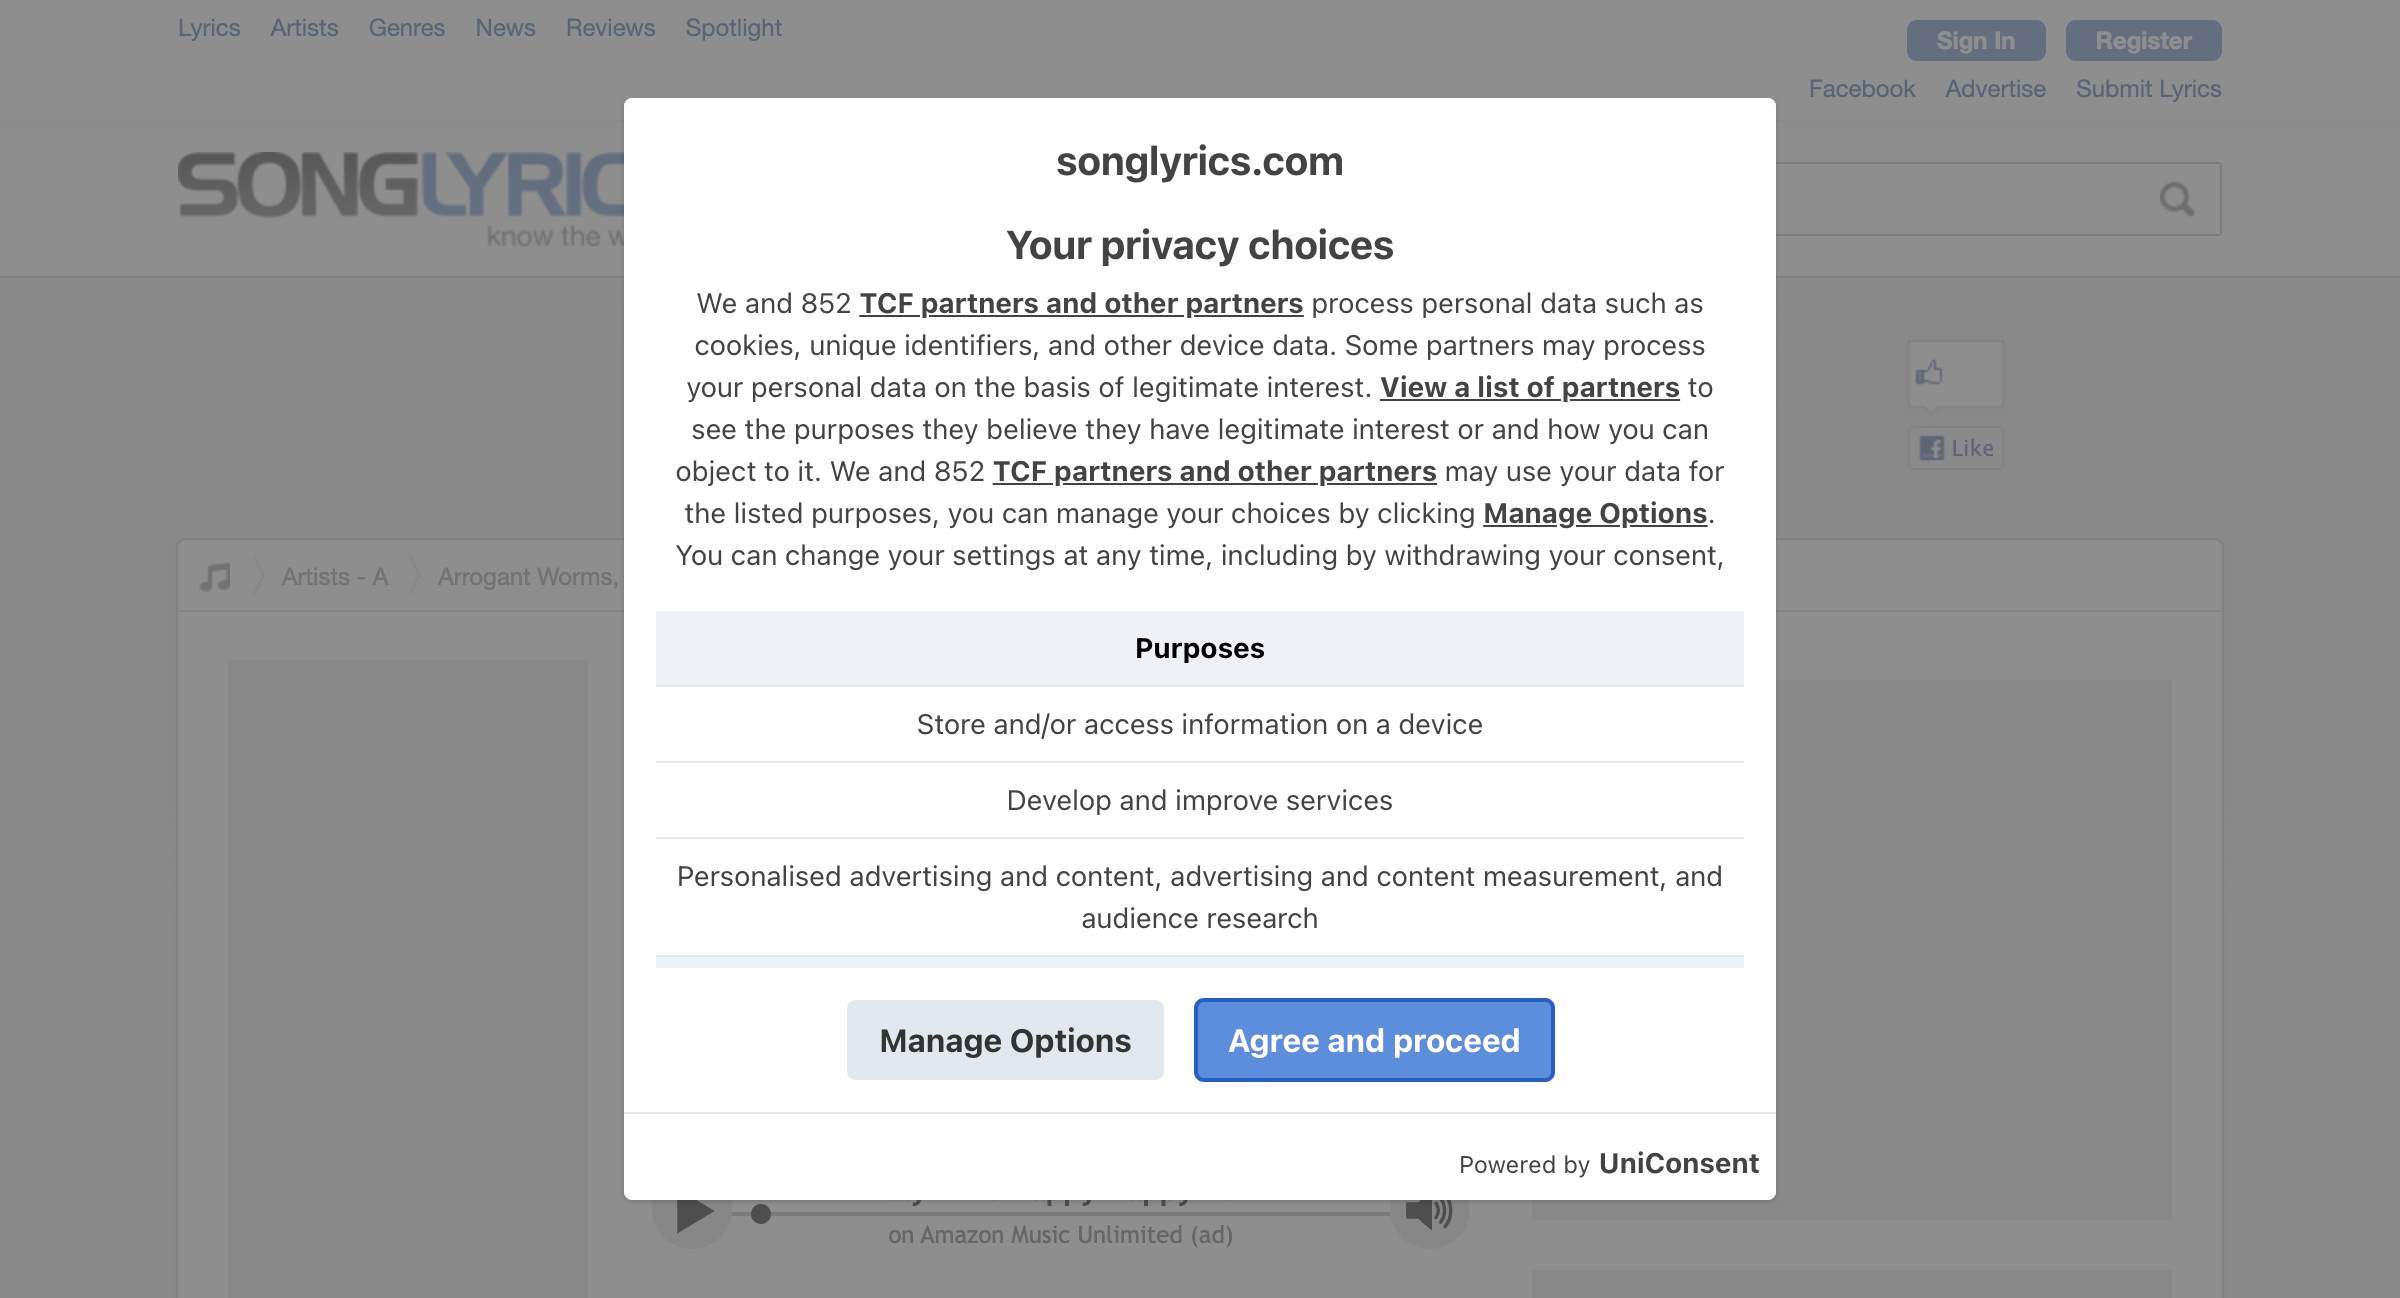 Lyrics Artists Genres News Reviews Spotlight
Sign In Register
Facebook Advertise Submit Lyrics
SONGLYRIC
know the w
songlyrics.com
Your privacy choices
We and 852 TCF partners and other partners process personal data such as
cookies, unique identifiers, and other device data. Some partners may process
your personal data on the basis of legitimate interest. View a list of partners to
see the purposes they believe they have legitimate interest or and how you can
object to it. We and 852 TCF partners and other partners may use your data for
the listed purposes, you can manage your choices by clicking Manage Options.
You can change your settings at any time, including by withdrawing your consent,
Like
Artists - A Arrogant Worms,
Purposes
Store and/or access information on a device
Develop and improve services
Personalised advertising and content, advertising and content measurement, and
audience research
Manage Options Agree and proceed
Powered by UniConsent
on Amazon Music Unlimited (ad)